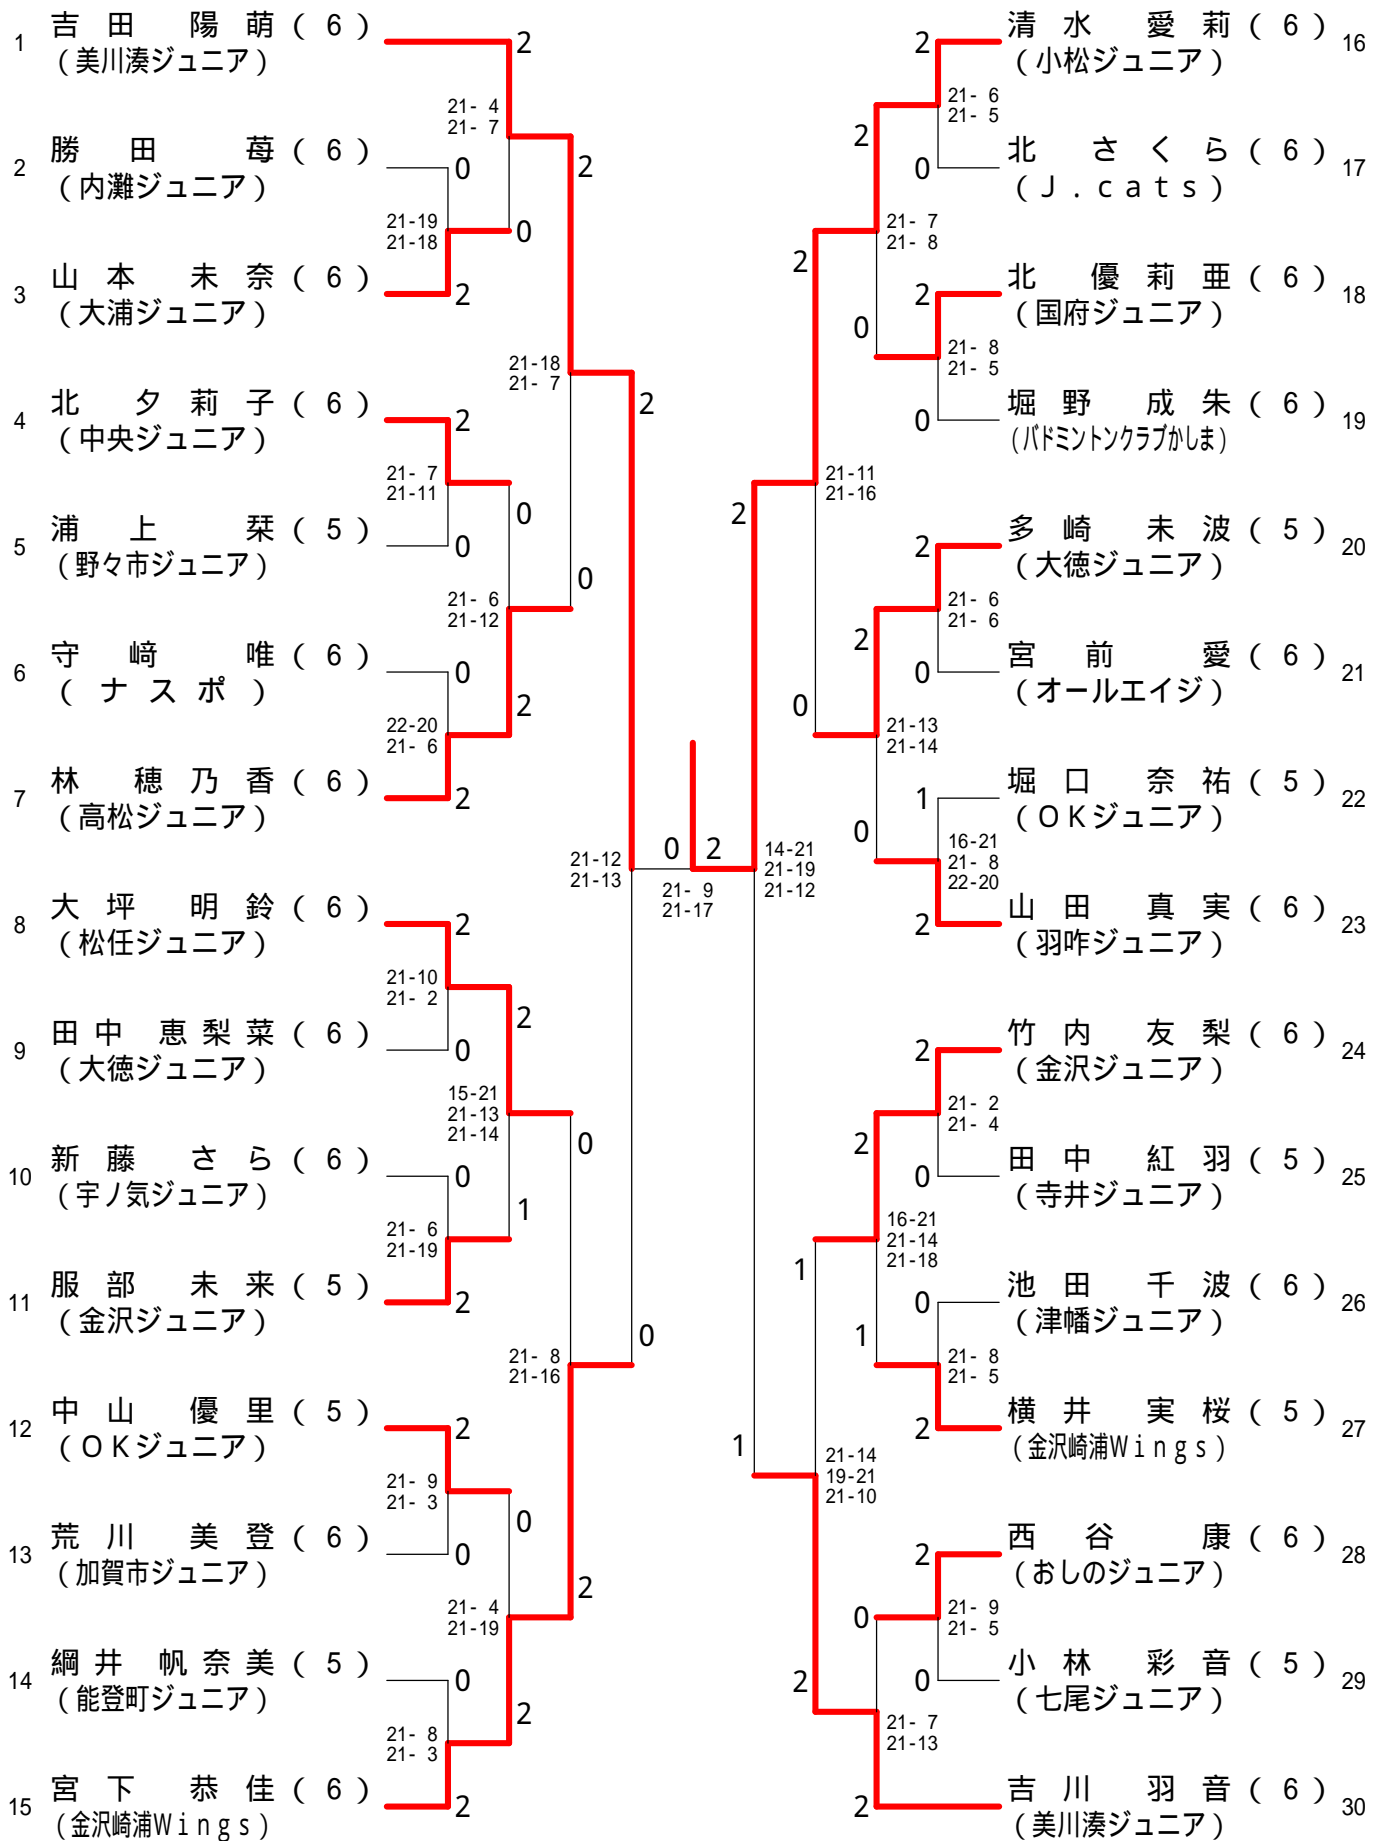 1 吉田 陽萌 ( 6 )
(美川湊ジュニア)
2
21- 4
21- 7
2 勝田 苺 ( 6 )
(内灘ジュニア)
0
2
21-19
21-18
0
3 山本 未奈 ( 6 )
(大浦ジュニア)
2
21-18
21- 7
2
4 北 夕莉子 ( 6 )
(中央ジュニア)
2
21- 7
21-11
0
5 浦上 栞 ( 5 )
(野々市ジュニア)
0
0
21- 6
21-12
6 守﨑 唯 ( 6 )
(ナスポ)
0
2
22-20
21- 6
7 林 穂乃香 ( 6 )
(高松ジュニア)
2
21-12
21-13
0 2
21- 9
21-17
8 大坪 明鈴 ( 6 )
(松任ジュニア)
2
21-10
21- 2
2
9 田中 恵梨菜 ( 6 )
(大徳ジュニア)
0
15-21
21-13
21-14
0
10 新藤 さら ( 6 )
(宇ノ気ジュニア)
0
21- 6
21-19
1
11 服部 未来 ( 5 )
(金沢ジュニア)
2
21- 8
21-16
0
12 中山 優里 ( 5 )
(OKジュニア)
2
21- 9
21- 3
0
13 荒川 美登 ( 6 )
(加賀市ジュニア)
0
2
21- 4
21-19
14 綱井 帆奈美 ( 5 )
(能登町ジュニア)
0
2
21- 8
21- 3
15 宮下 恭佳 ( 6 )
(金沢崎浦Wings)
2
2 清水 愛莉 ( 6 ) 16
(小松ジュニア)
21- 6
21- 5
2
0 北 さくら ( 6 ) 17
(J.cats)
21- 7
21- 8
2
2 北 優莉亜 ( 6 ) 18
(国府ジュニア)
0
21- 8
21- 5
0 堀野 成朱 ( 6 ) 19
(バドミントンクラブかしま)
21-11
21-16
2
2 多崎 未波 ( 5 ) 20
(大徳ジュニア)
21- 6
21- 6
2
0 宮前 愛 ( 6 ) 21
(オールエイジ)
0
21-13
21-14
1 堀口 奈祐 ( 5 ) 22
(OKジュニア)
0
16-21
21- 8
22-20
14-21
21-19
21-12
2 山田 真実 ( 6 ) 23
(羽咋ジュニア)
2 竹内 友梨 ( 6 ) 24
(金沢ジュニア)
21- 2
21- 4
2
0 田中 紅羽 ( 5 ) 25
(寺井ジュニア)
16-21
21-14
21-18
1
0 池田 千波 ( 6 ) 26
(津幡ジュニア)
1
21- 8
21- 5
2 横井 実桜 ( 5 ) 27
(金沢崎浦Wings)
1
21-14
19-21
21-10
2 西谷 康 ( 6 ) 28
(おしのジュニア)
0
21- 9
21- 5
0 小林 彩音 ( 5 ) 29
(七尾ジュニア)
2
21- 7
21-13
2 吉川 羽音 ( 6 ) 30
(美川湊ジュニア)